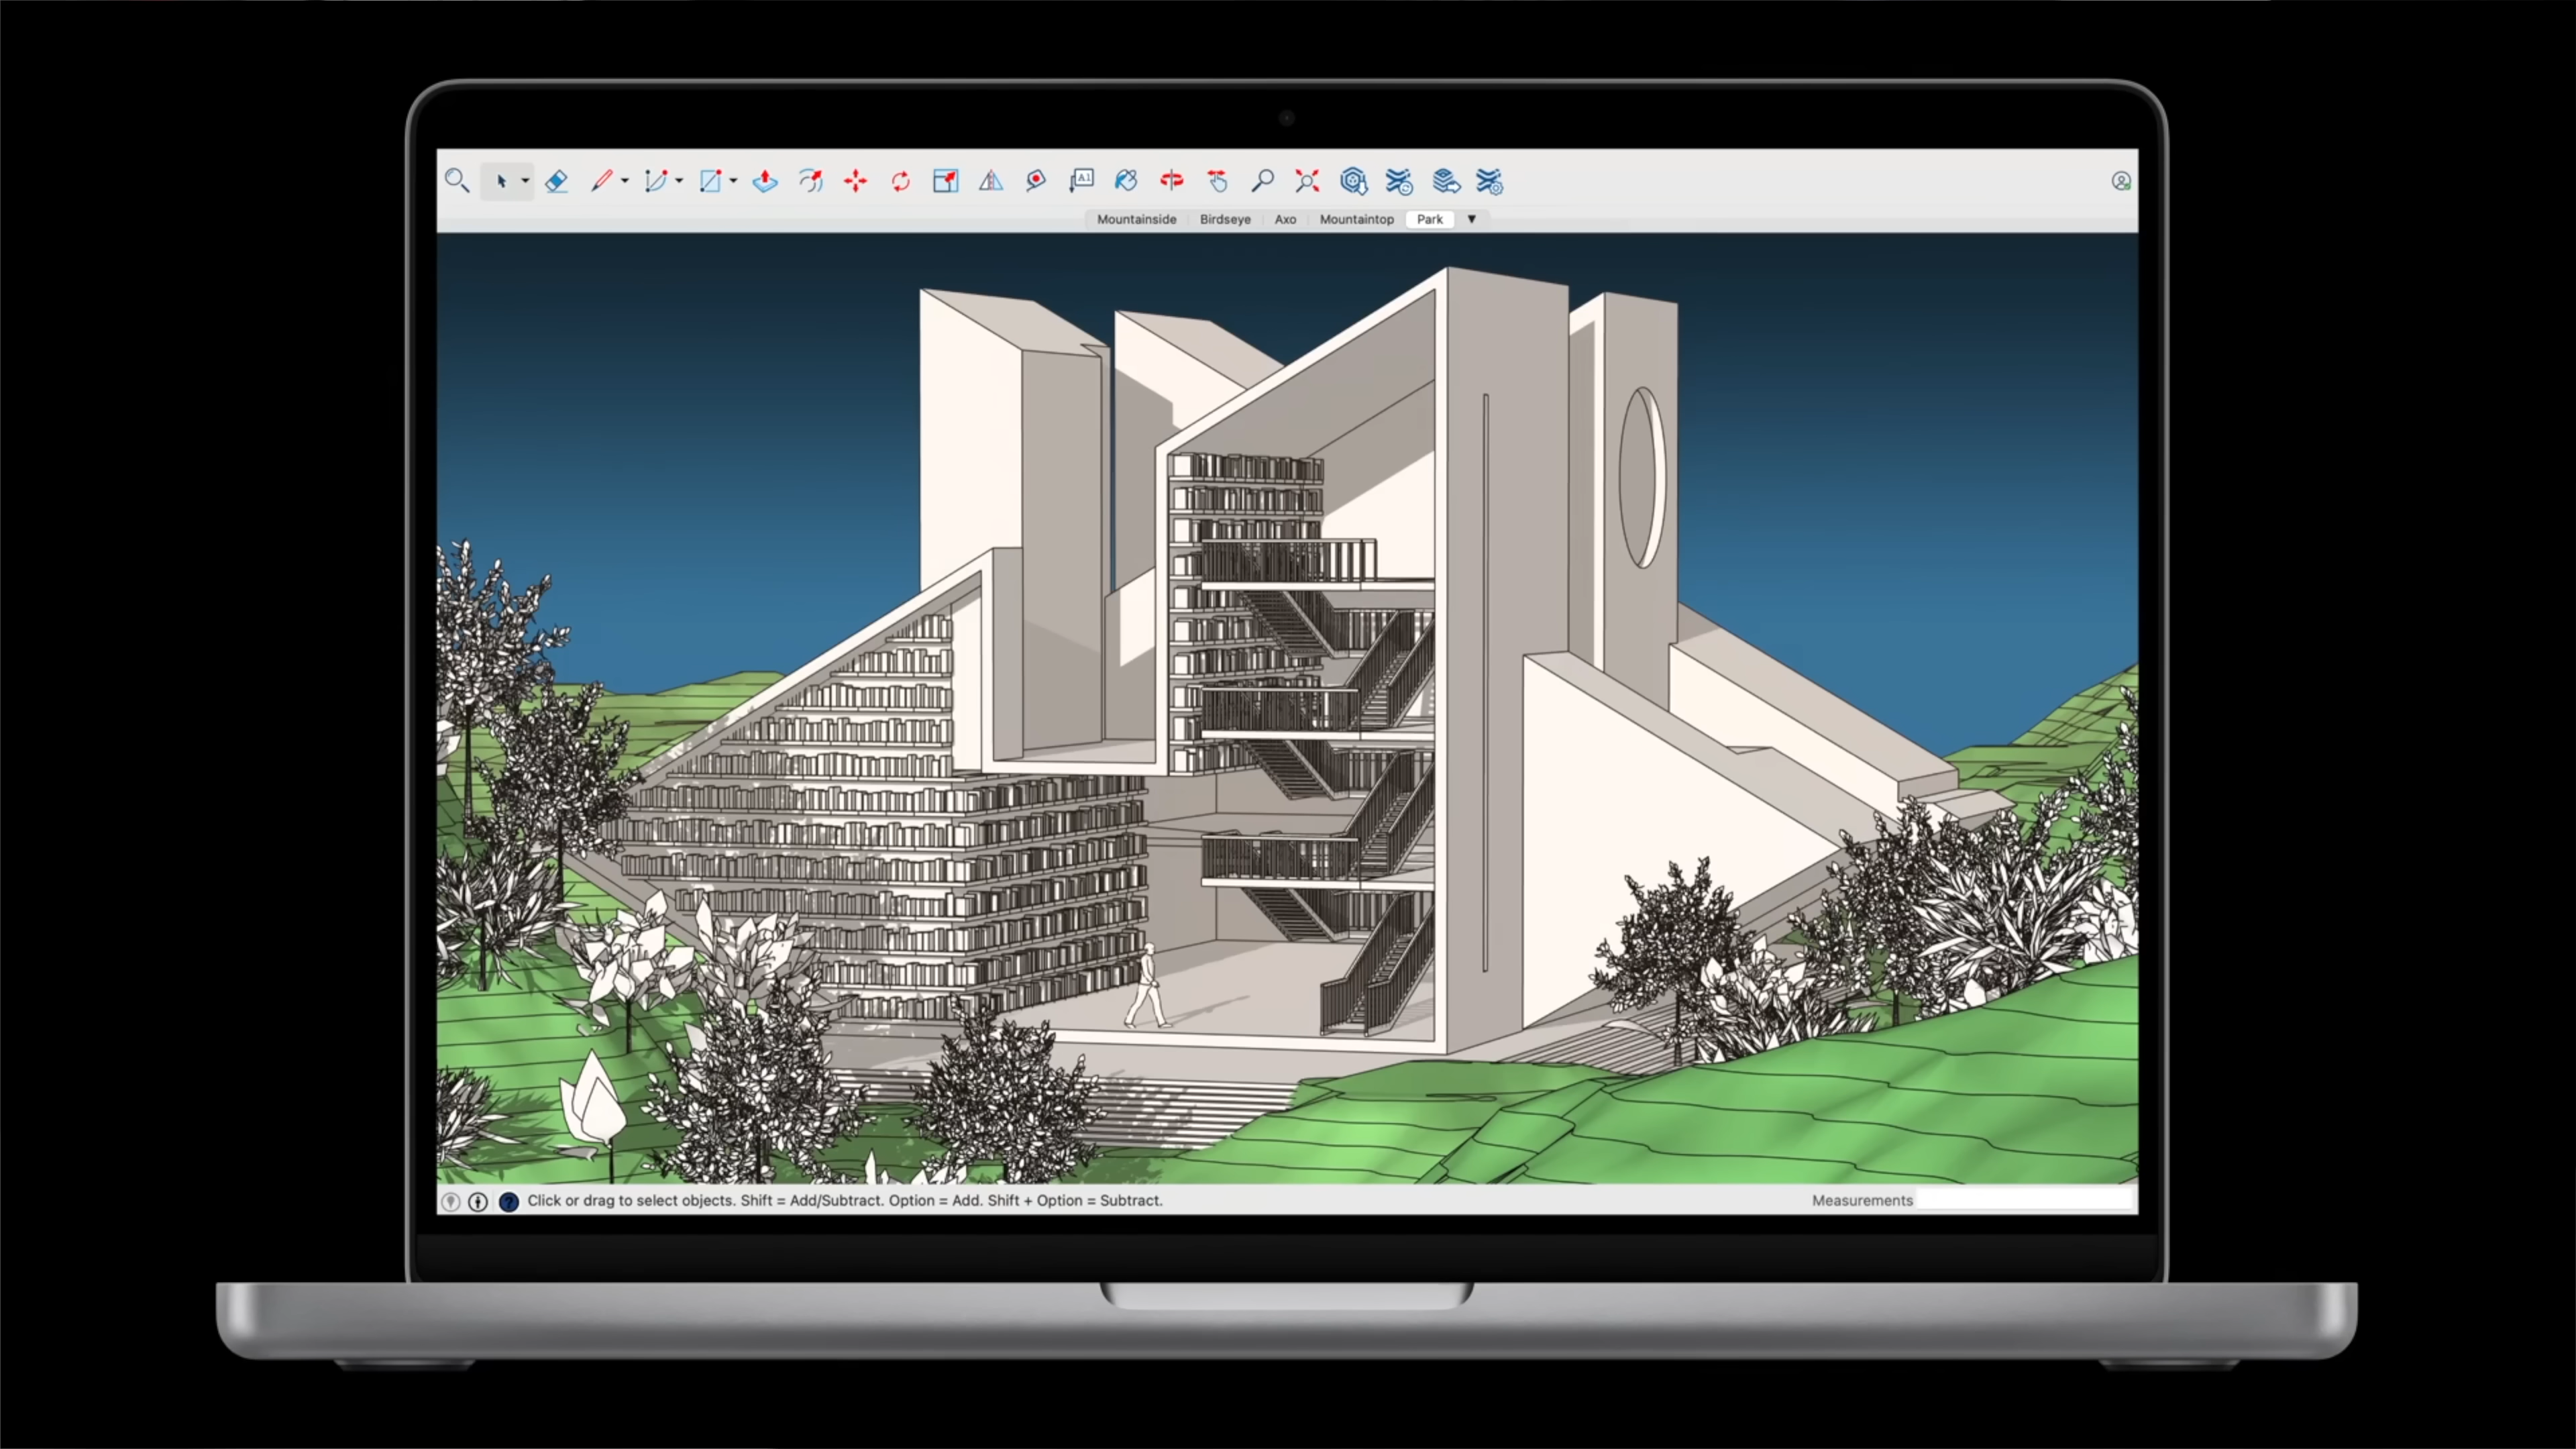 A1
Mountainside Birdseye Axo Mountaintop Park
? Click or drag to select objects. Shift = Add/Subtract. Option = Add. Shift + Option = Subtract. Measurements